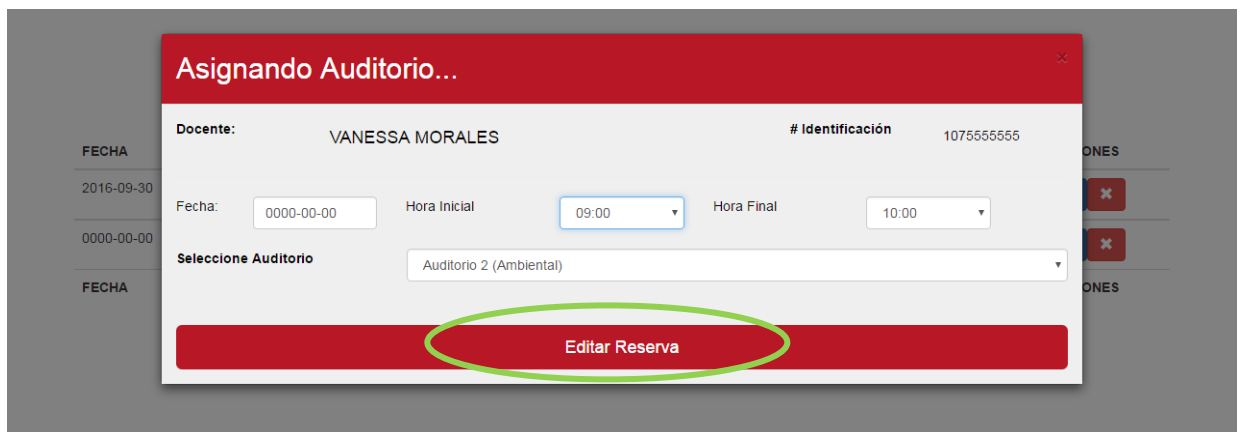 Asignando Auditorio...
×
Docente: VANESSA MORALES # Identificación 1075555555
FECHA ONES
2016-09-30
Fecha: 0000-00-00 Hora Inicial 09:00 Hora Final 10:00
0000-00-00
Seleccione Auditorio Auditorio 2 (Ambiental)
FECHA ONES
Editar Reserva